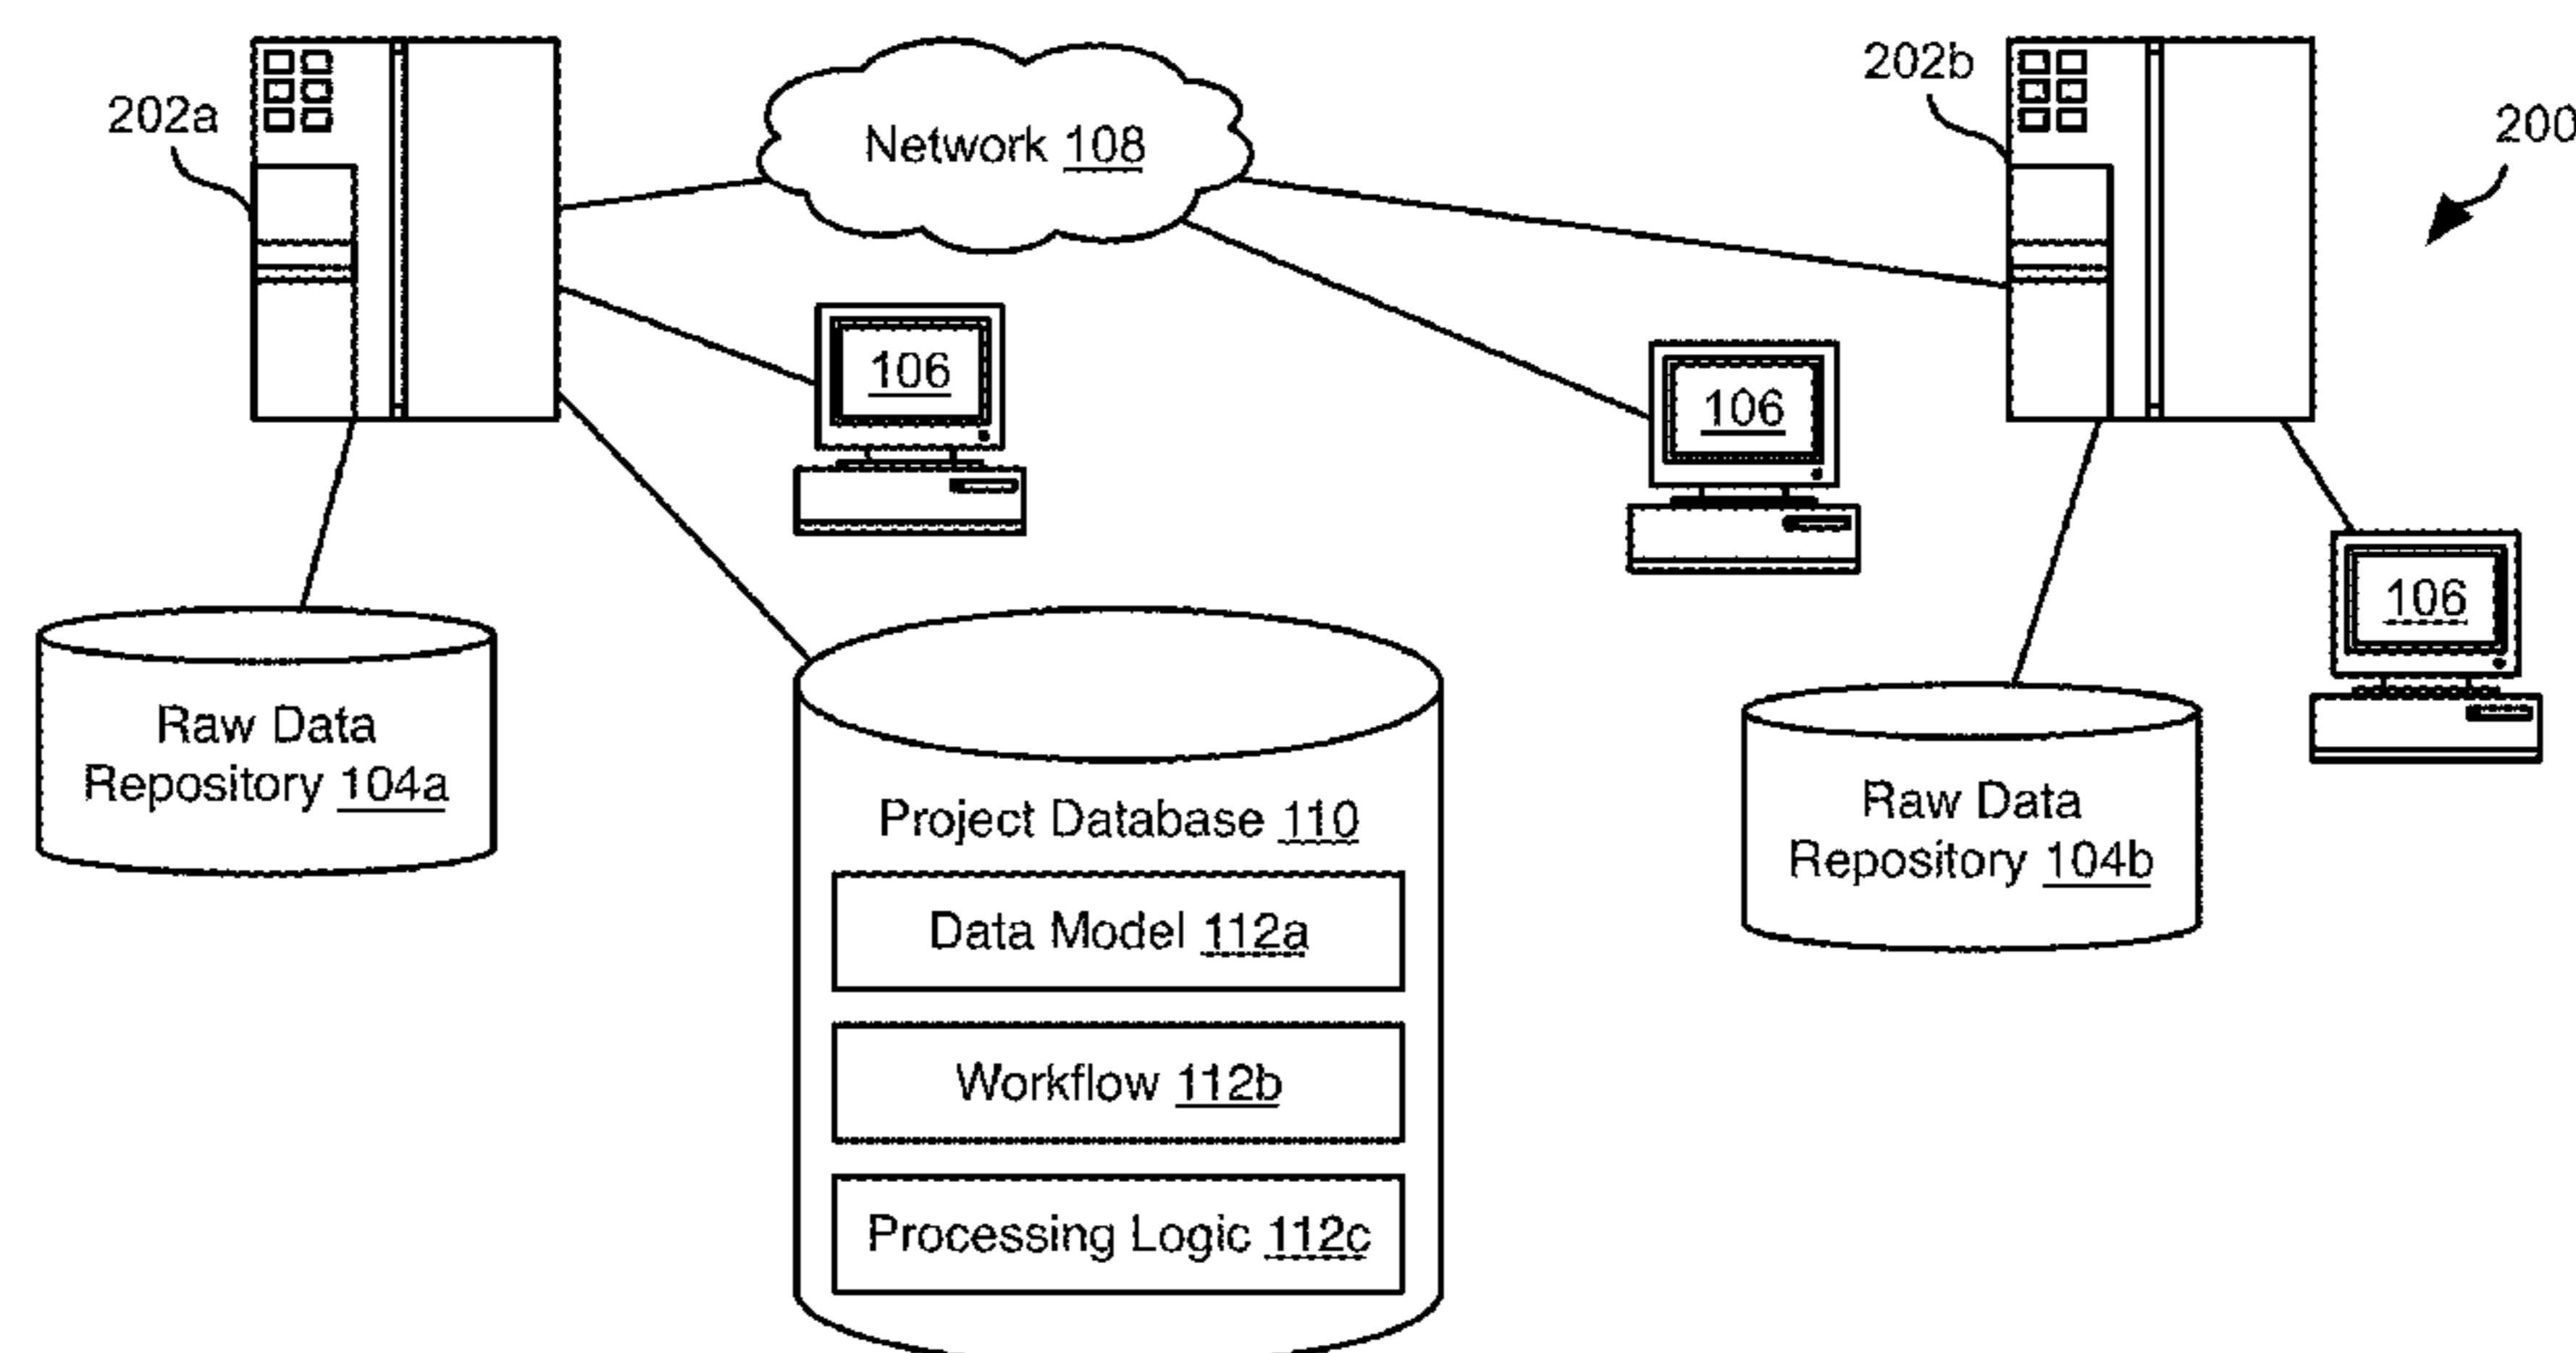 202a
Network 108
202b
200
106
106
106
Raw Data
Repository 104a
Project Database 110
Data Model 112a
Workflow 112b
Processing Logic 112c
Raw Data
Repository 104b